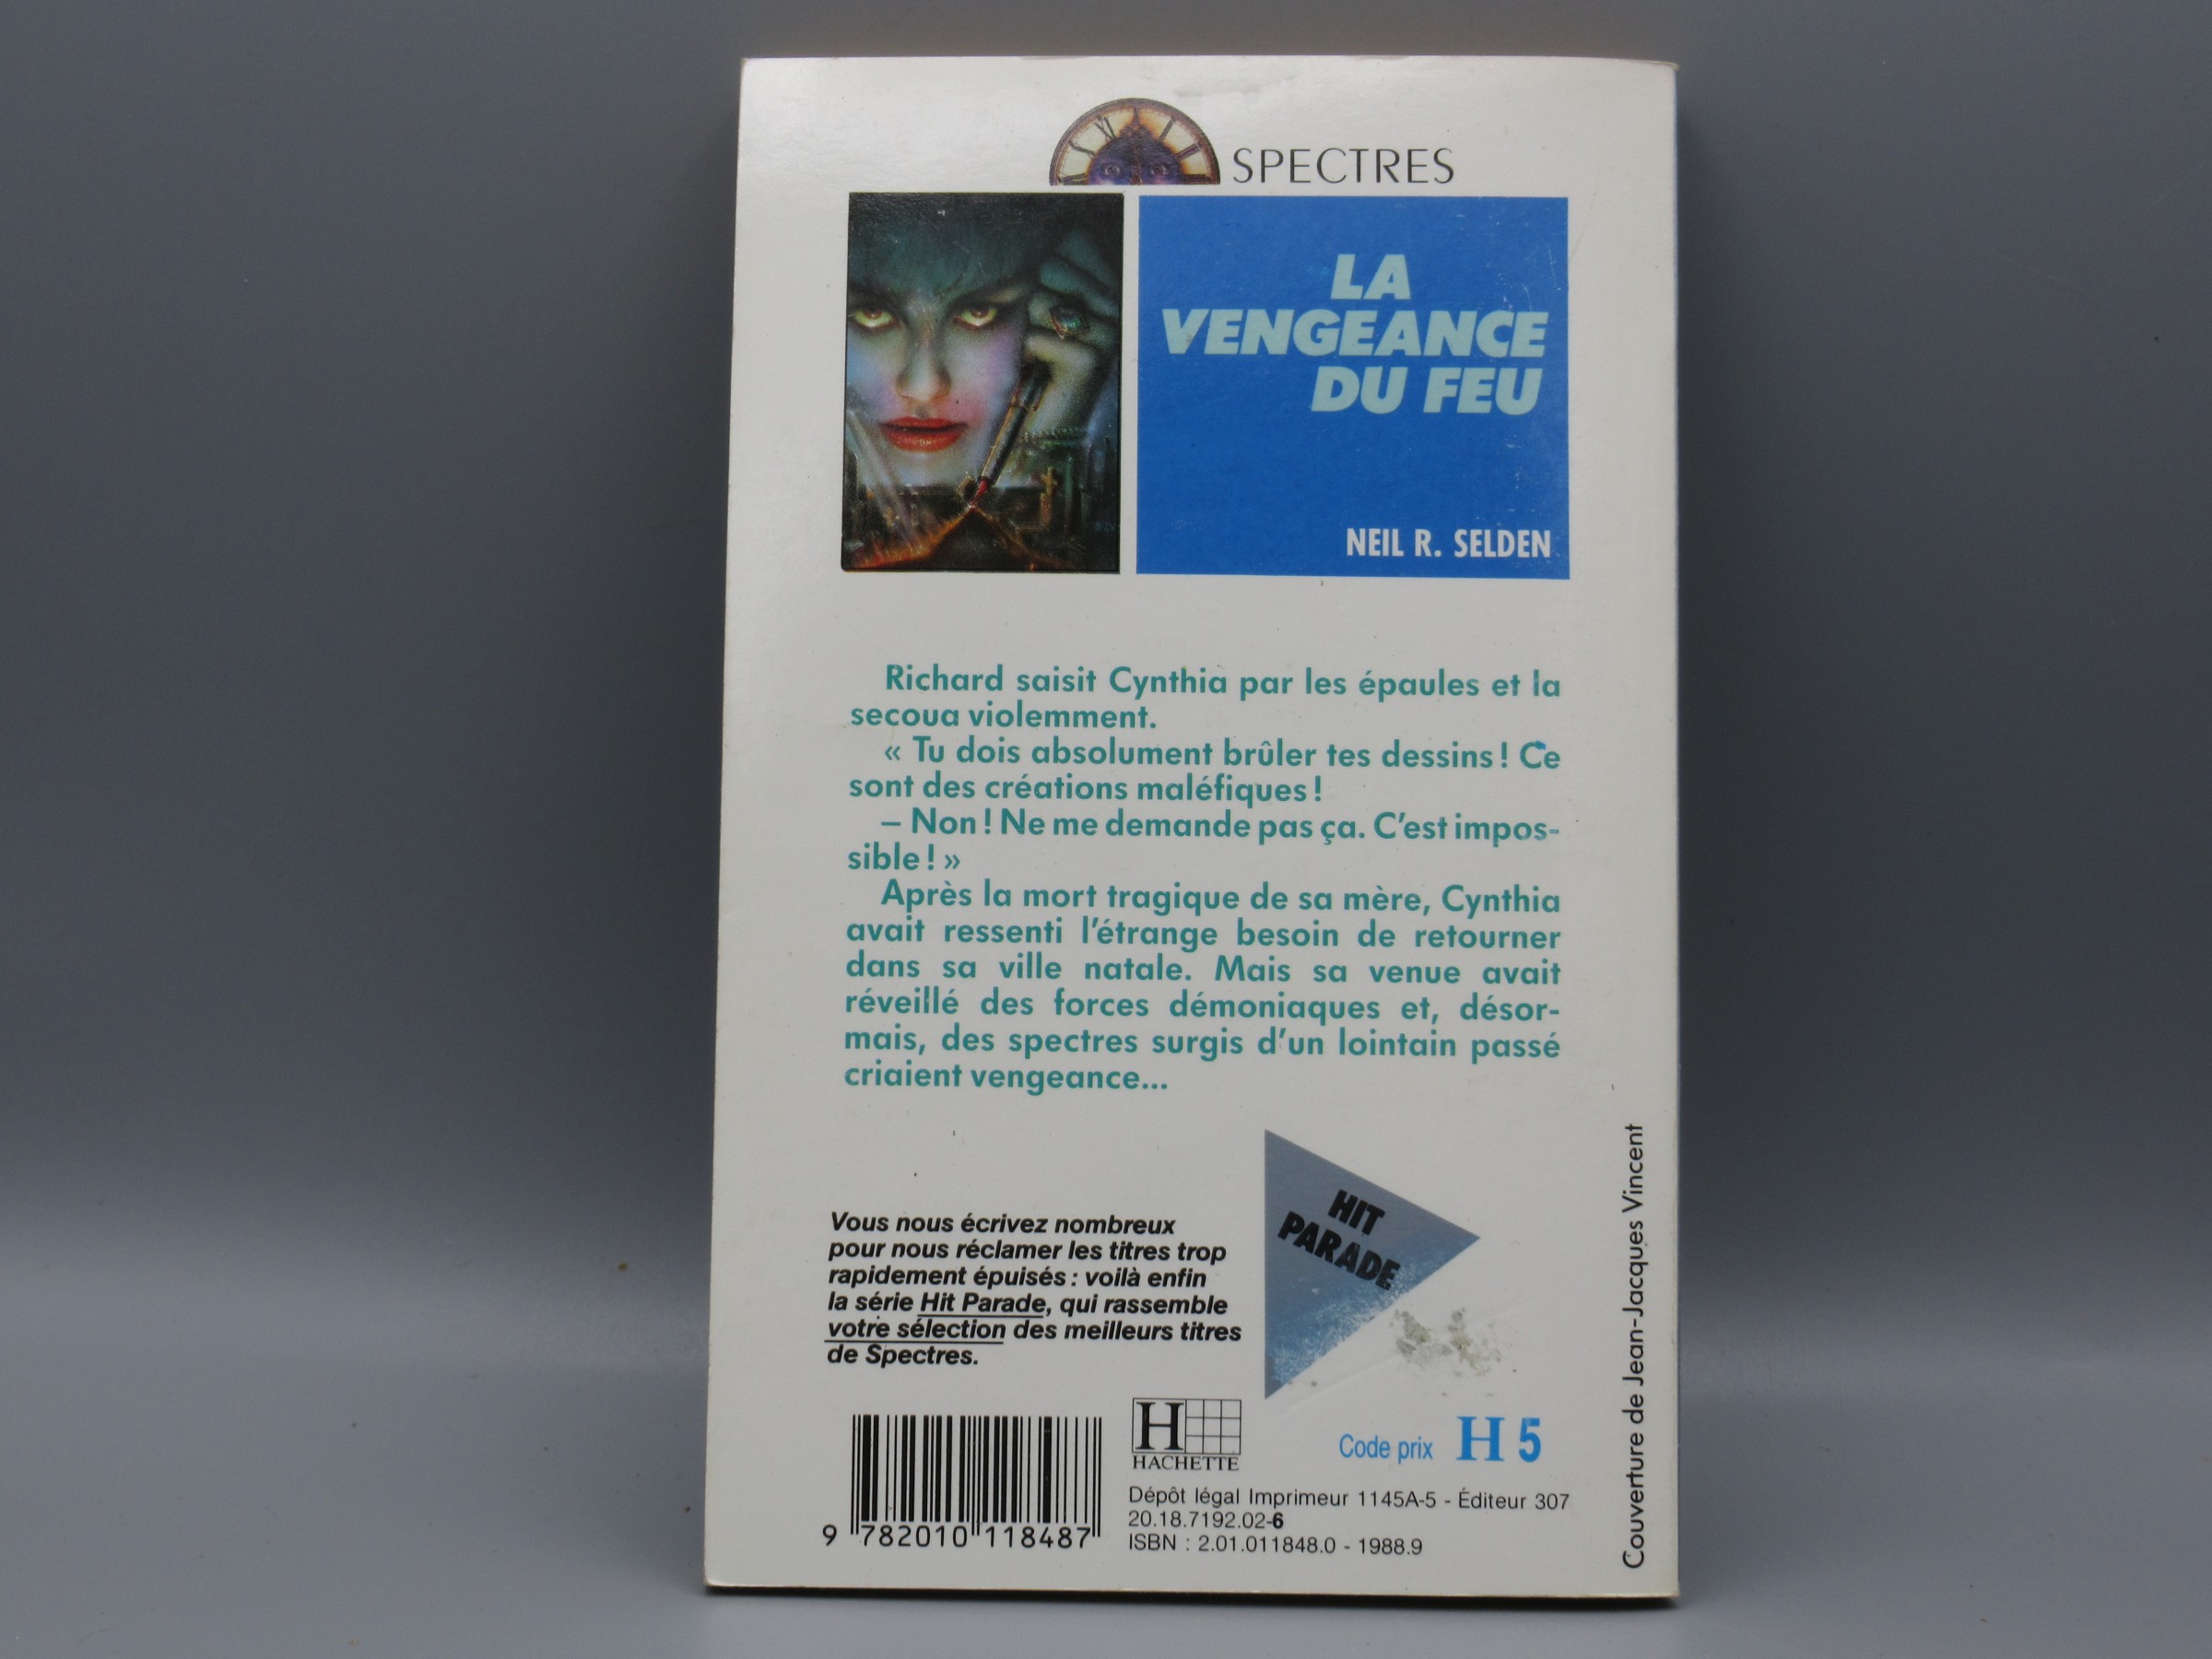 SPECTRES
LA
VENGEANCE
DU FEU
NEIL R. SELDEN
Richard saisit Cynthia par les épaules et la
secoua violemment.
« Tu dois absolument brûler tes dessins ! Ce
sont des créations maléfiques !
– Non ! Ne me demande pas ça. C'est impos-
sible ! »
Après la mort tragique de sa mère, Cynthia
avait ressenti l'étrange besoin de retourner
dans sa ville natale. Mais sa venue avait
réveillé des forces démoniaques et, désor-
mais, des spectres surgis d'un lointain passé
criaient vengeance...
HIT
PARADE
Vous nous écrivez nombreux
pour nous réclamer les titres trop
rapidement épuisés : voilà enfin
la série Hit Parade, qui rassemble
votre sélection des meilleurs titres
de Spectres.
H
HACHETTE
Code prix H 5
Dépôt légal Imprimeur 1145A-5 - Éditeur 307
20.18.7192.02-6
ISBN : 2.01.011848.0 - 1988.9
9 782010 118487
Couverture de Jean-Jacques Vincent